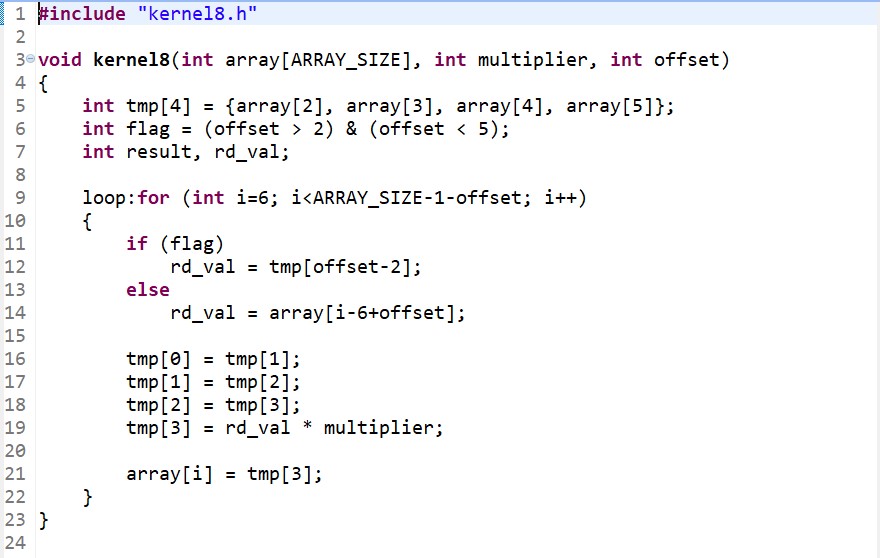 1 #include "kernel8.h"
2
3 void kernel8(int array[ARRAY_SIZE], int multiplier, int offset)
4 {
5     int tmp[4] = {array[2], array[3], array[4], array[5]};
6     int flag = (offset > 2) & (offset < 5);
7     int result, rd_val;
8
9     loop:for (int i=6; i<ARRAY_SIZE-1-offset; i++)
10     {
11         if (flag)
12             rd_val = tmp[offset-2];
13         else
14             rd_val = array[i-6+offset];
15
16         tmp[0] = tmp[1];
17         tmp[1] = tmp[2];
18         tmp[2] = tmp[3];
19         tmp[3] = rd_val * multiplier;
20
21         array[i] = tmp[3];
22     }
23 }
24